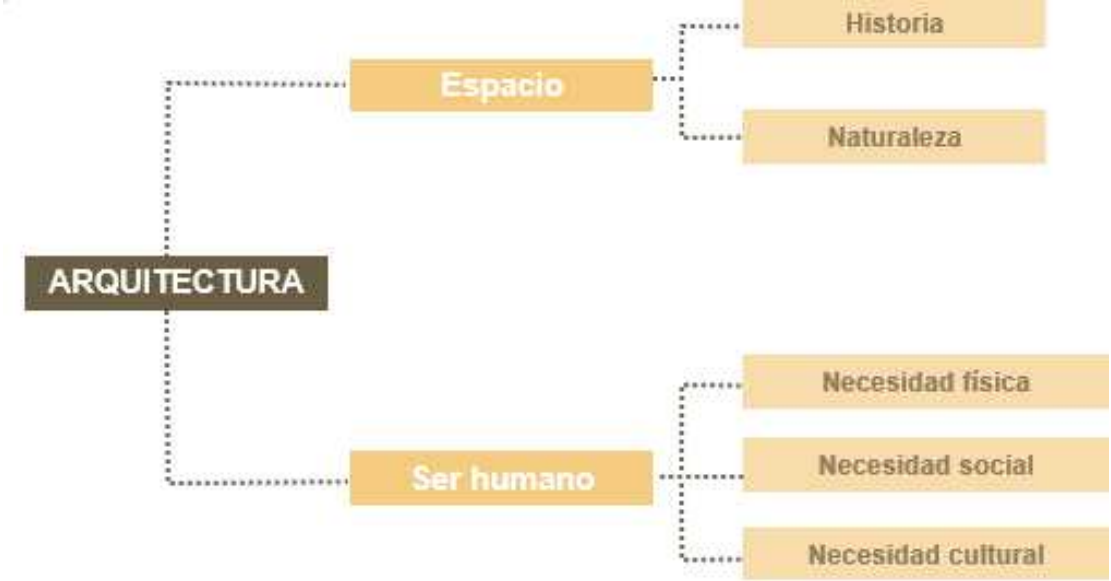 Historia
Espacio
Naturaleza
ARQUITECTURA
Necesidad física
Necesidad social
Ser humano
Necesidad cultural